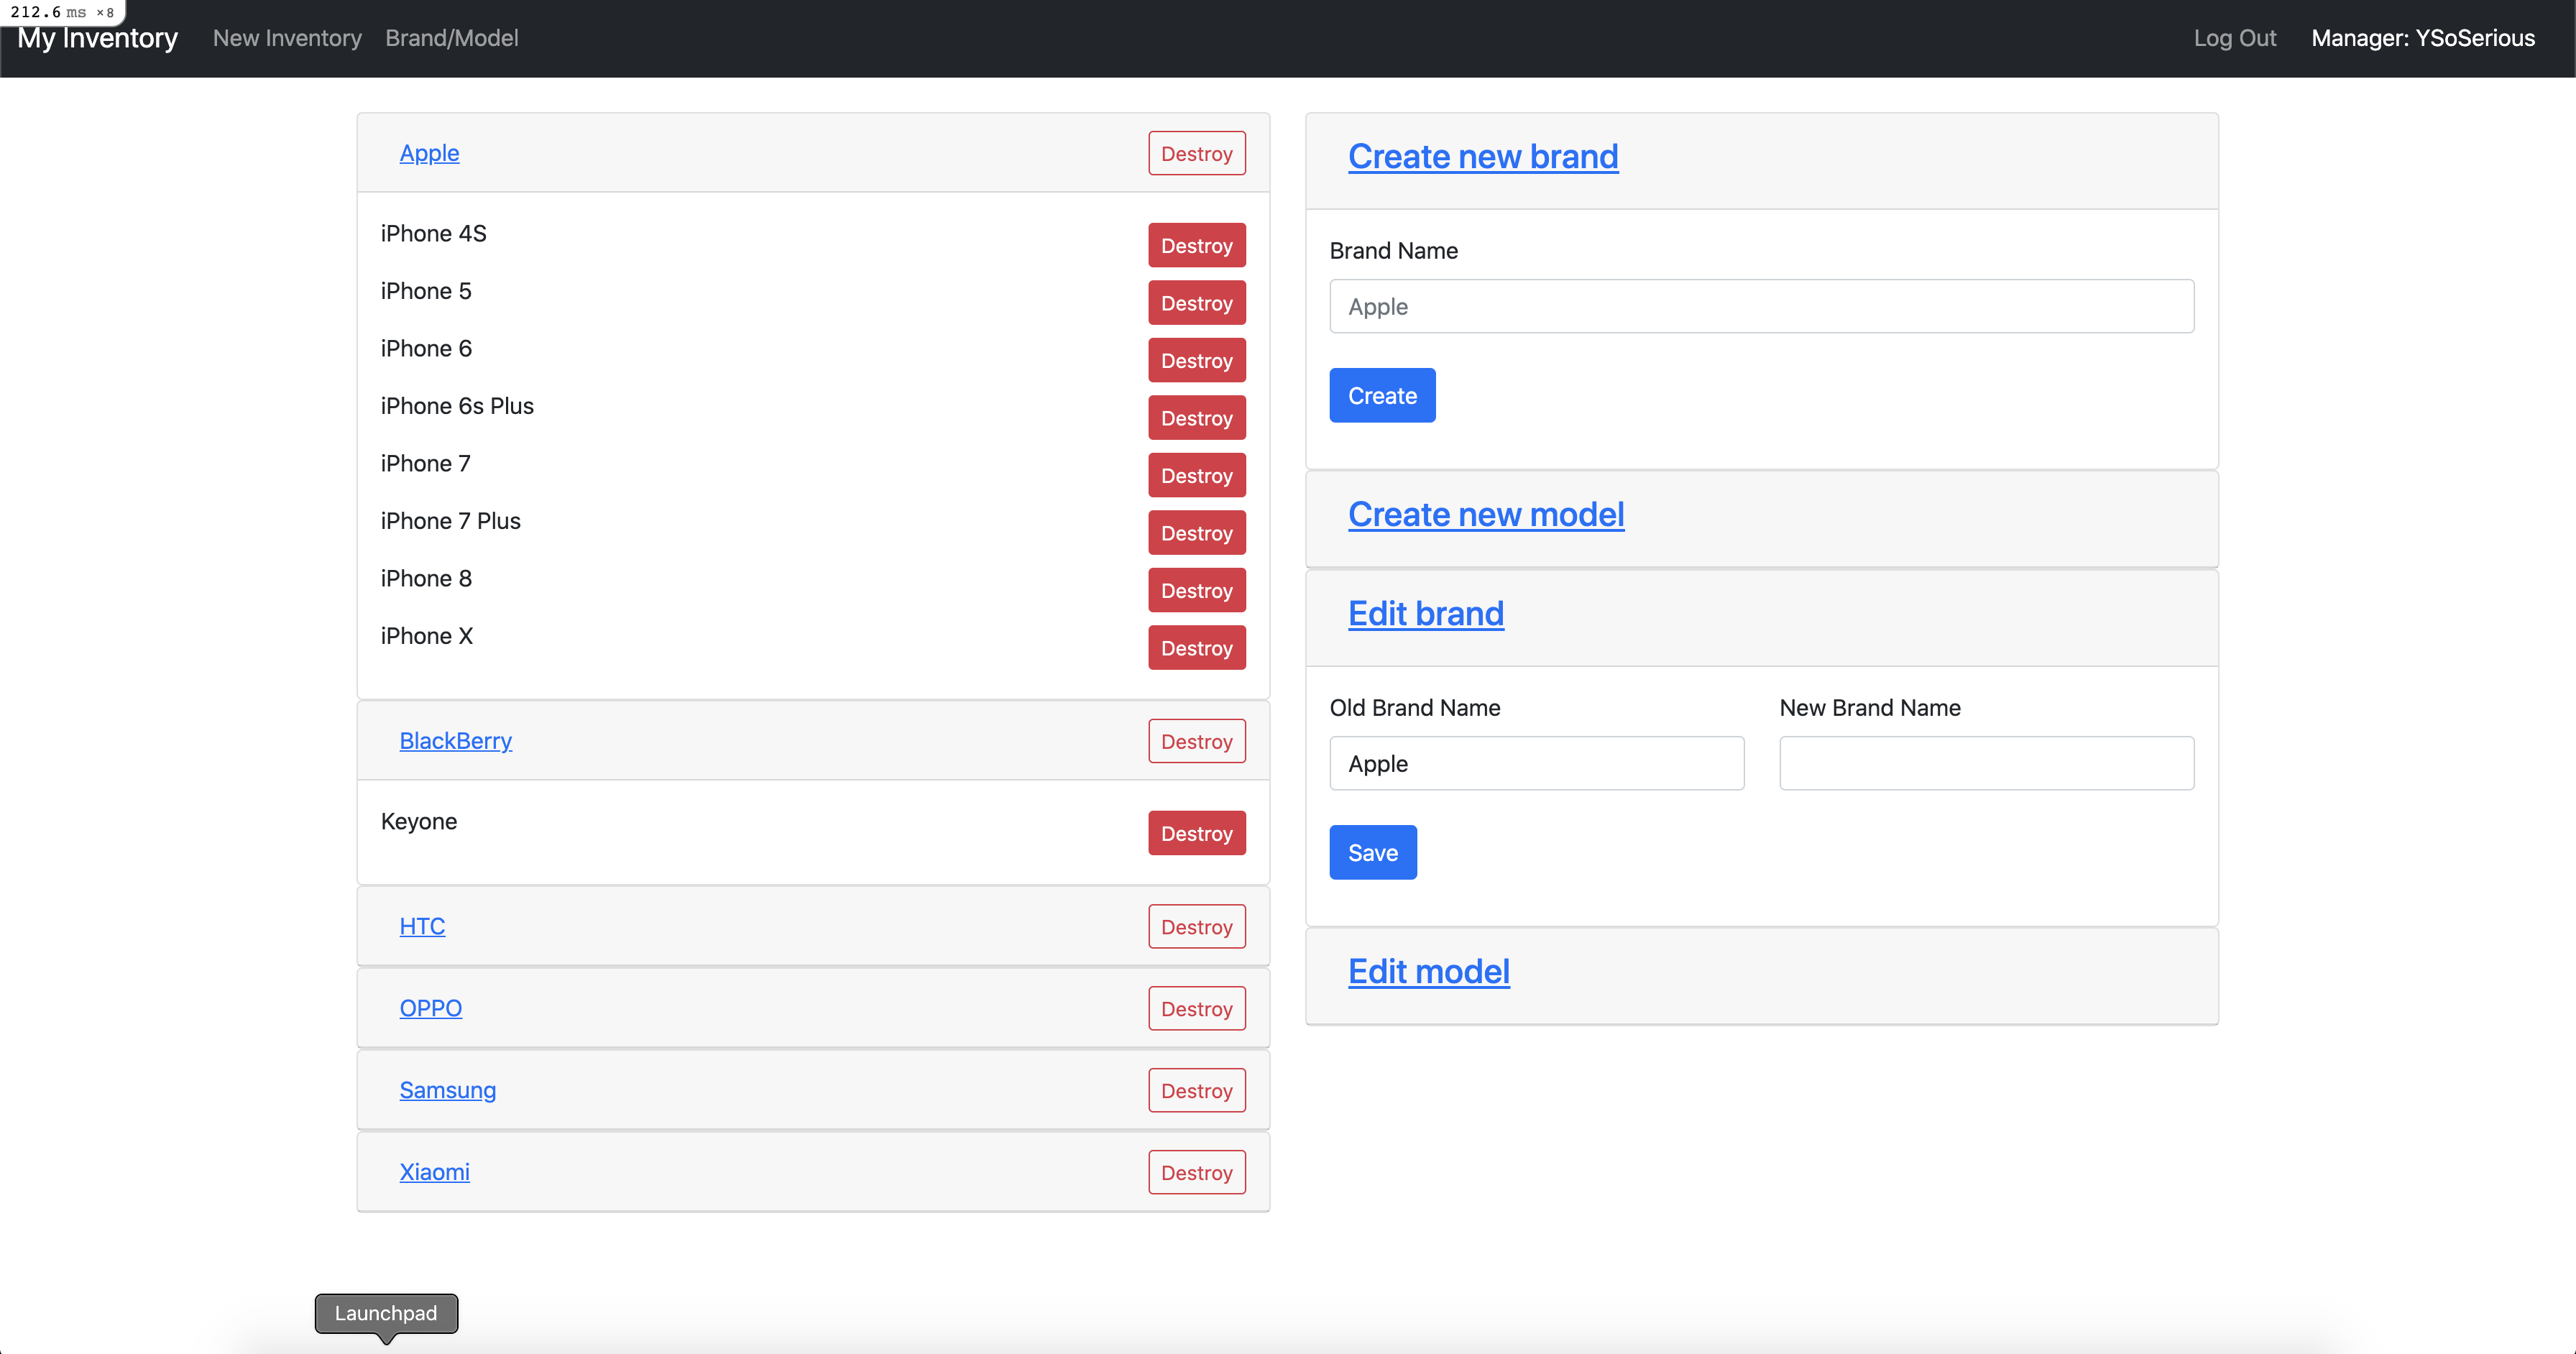 212.6 ms ×8
My Inventory New Inventory Brand/Model Log Out Manager: YSoSerious
Apple Destroy
iPhone 4S Destroy
iPhone 5 Destroy
iPhone 6 Destroy
iPhone 6s Plus Destroy
iPhone 7 Destroy
iPhone 7 Plus Destroy
iPhone 8 Destroy
iPhone X Destroy
BlackBerry Destroy
Keyone Destroy
HTC Destroy
OPPO Destroy
Samsung Destroy
Xiaomi Destroy
Create new brand
Brand Name
Apple
Create
Create new model
Edit brand
Old Brand Name New Brand Name
Apple
Save
Edit model
Launchpad